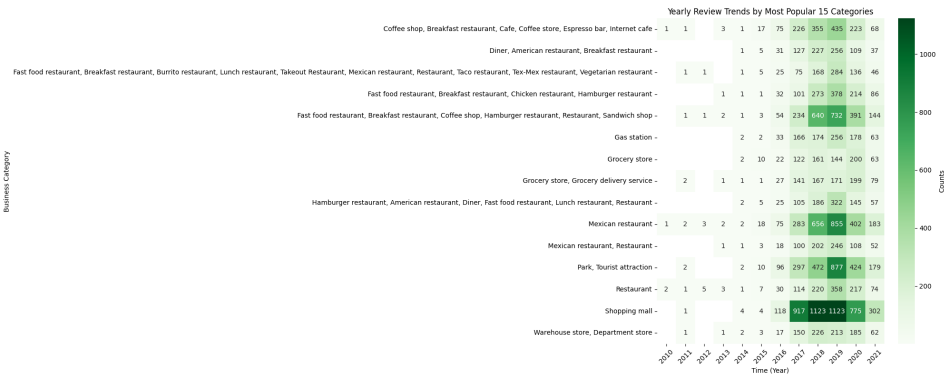 Yearly Review Trends by Most Popular 15 Categories
Coffee shop, Breakfast restaurant, Cafe, Coffee store, Espresso bar, Internet cafe 1 1 3 1 17 75 226 355 435 223 68
Diner, American restaurant, Breakfast restaurant 1 5 31 127 227 256 109 37
Fast food restaurant, Breakfast restaurant, Burrito restaurant, Lunch restaurant, Takeout Restaurant, Mexican restaurant, Restaurant, Taco restaurant, Tex-Mex restaurant, Vegetarian restaurant 1 1 1 5 25 75 168 284 136 46
Fast food restaurant, Breakfast restaurant, Chicken restaurant, Hamburger restaurant 1 1 1 32 101 273 378 214 86
Fast food restaurant, Breakfast restaurant, Coffee shop, Hamburger restaurant, Restaurant, Sandwich shop 1 1 2 1 3 54 234 640 732 391 144
Gas station 2 2 33 166 174 256 178 63
Grocery store 2 10 22 122 161 144 200 63
Grocery store, Grocery delivery service 2 1 1 1 27 141 167 171 199 79
Hamburger restaurant, American restaurant, Diner, Fast food restaurant, Lunch restaurant, Restaurant 2 5 25 105 186 322 145 57
Mexican restaurant 1 2 3 2 2 18 75 283 656 855 402 183
Mexican restaurant, Restaurant 1 1 3 18 100 202 246 108 52
Park, Tourist attraction 2 2 10 96 297 472 877 424 179
Restaurant 2 1 5 3 1 7 30 114 220 358 217 74
Shopping mall 1 4 4 118 917 1123 1123 775 302
Warehouse store, Department store 1 1 2 3 17 150 226 213 185 62
2010 2011 2012 2013 2014 2015 2016 2017 2018 2019 2020 2021
Time (Year)
Business Category
1000
800
600
400
200
Counts